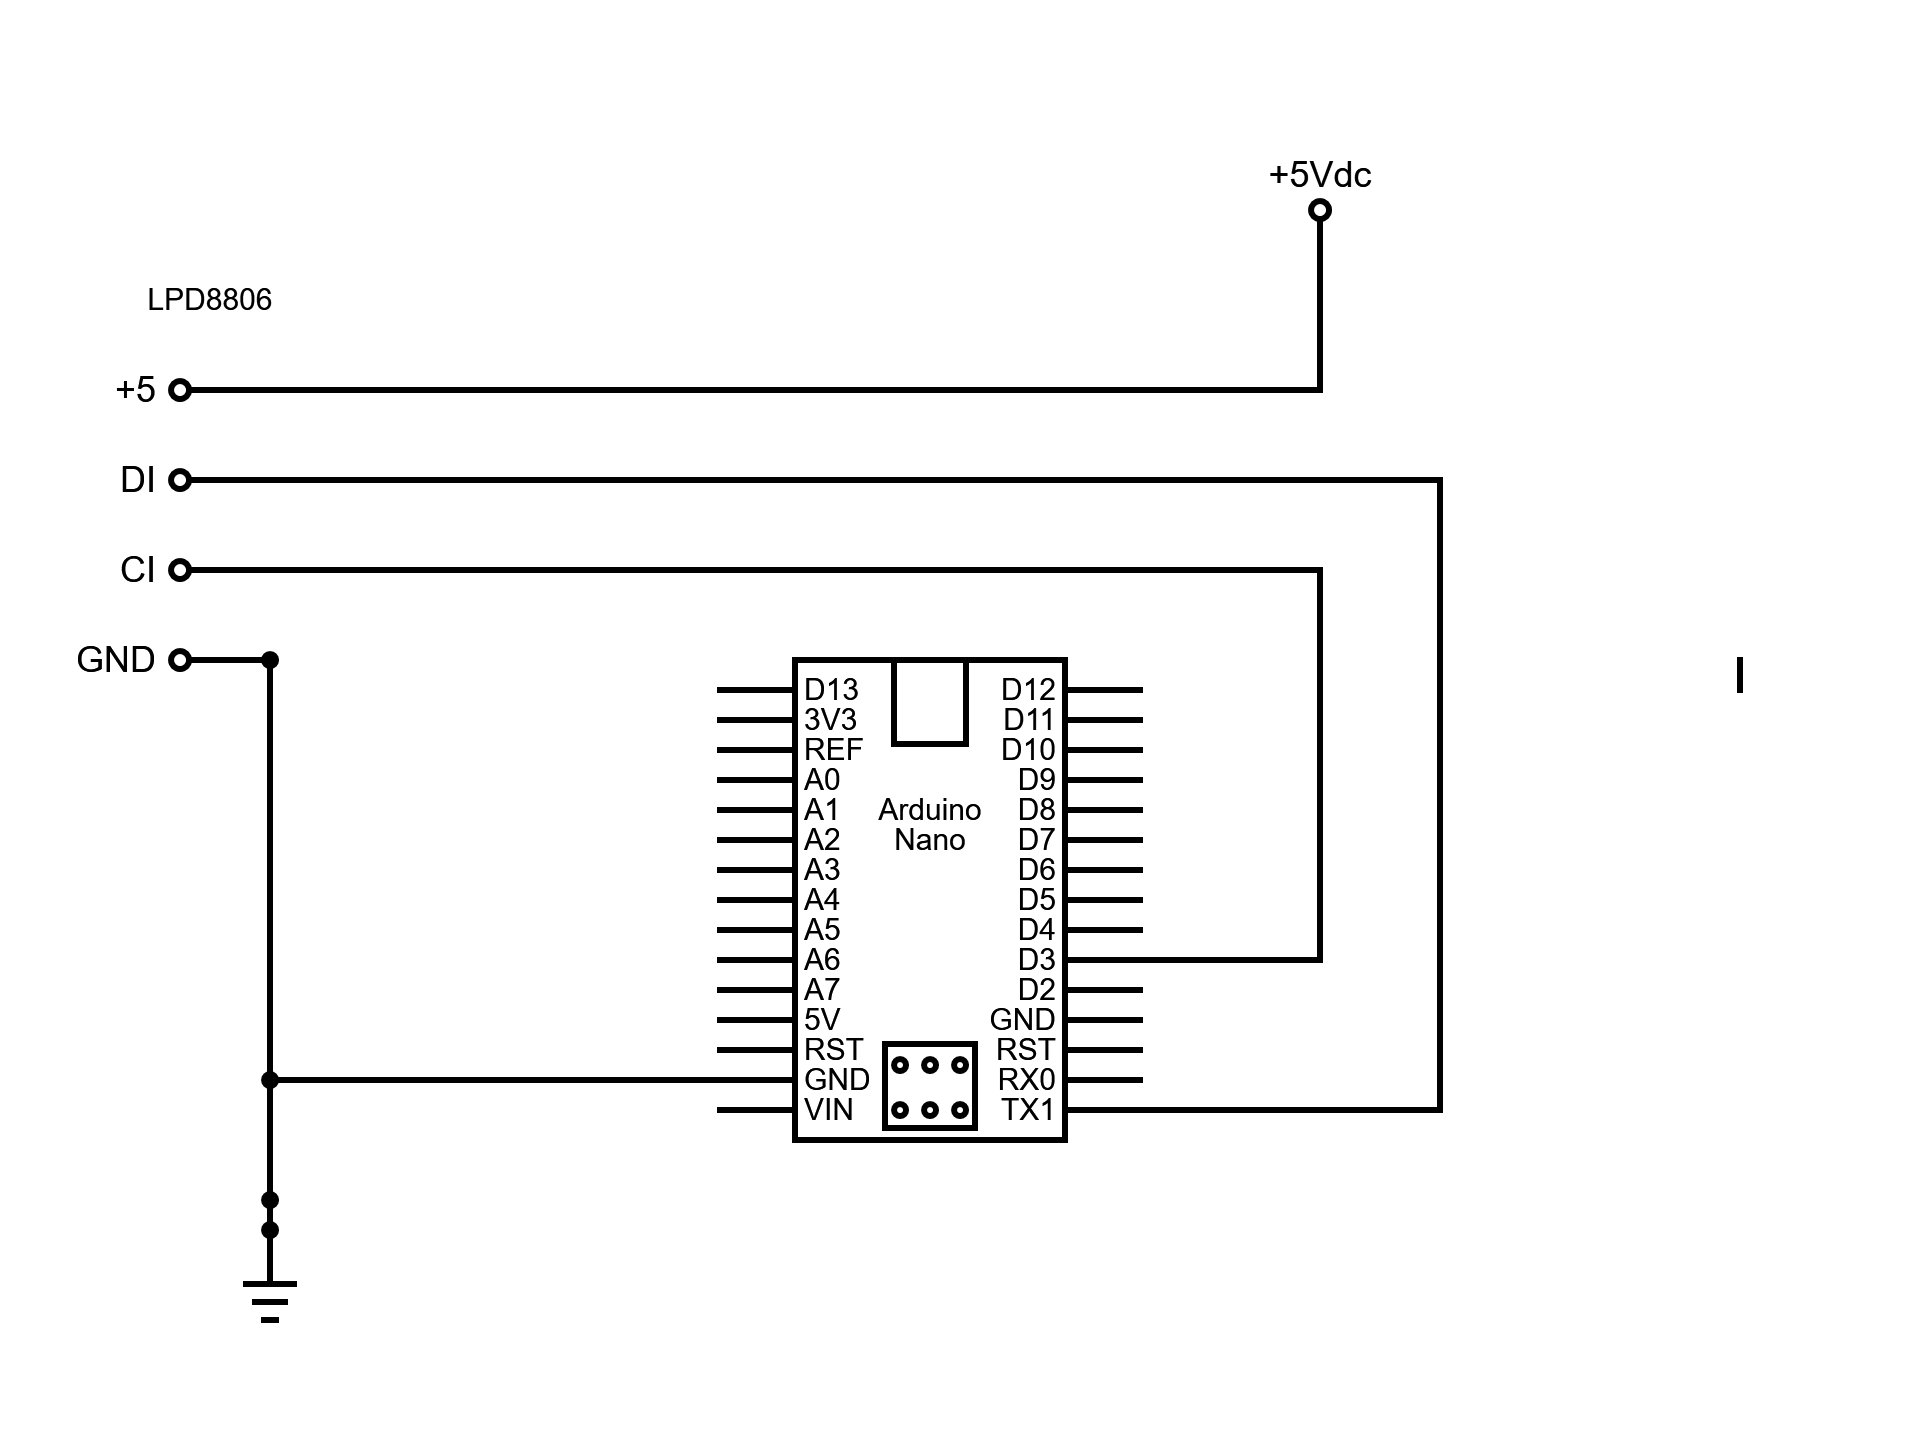 +5Vdc
LPD8806
+5
DI
CI
GND
D13
3V3
REF
A0
A1
A2
A3
A4
A5
A6
A7
5V
RST
GND
VIN
Arduino
Nano
D12
D11
D10
D9
D8
D7
D6
D5
D4
D3
D2
GND
RST
RX0
TX1